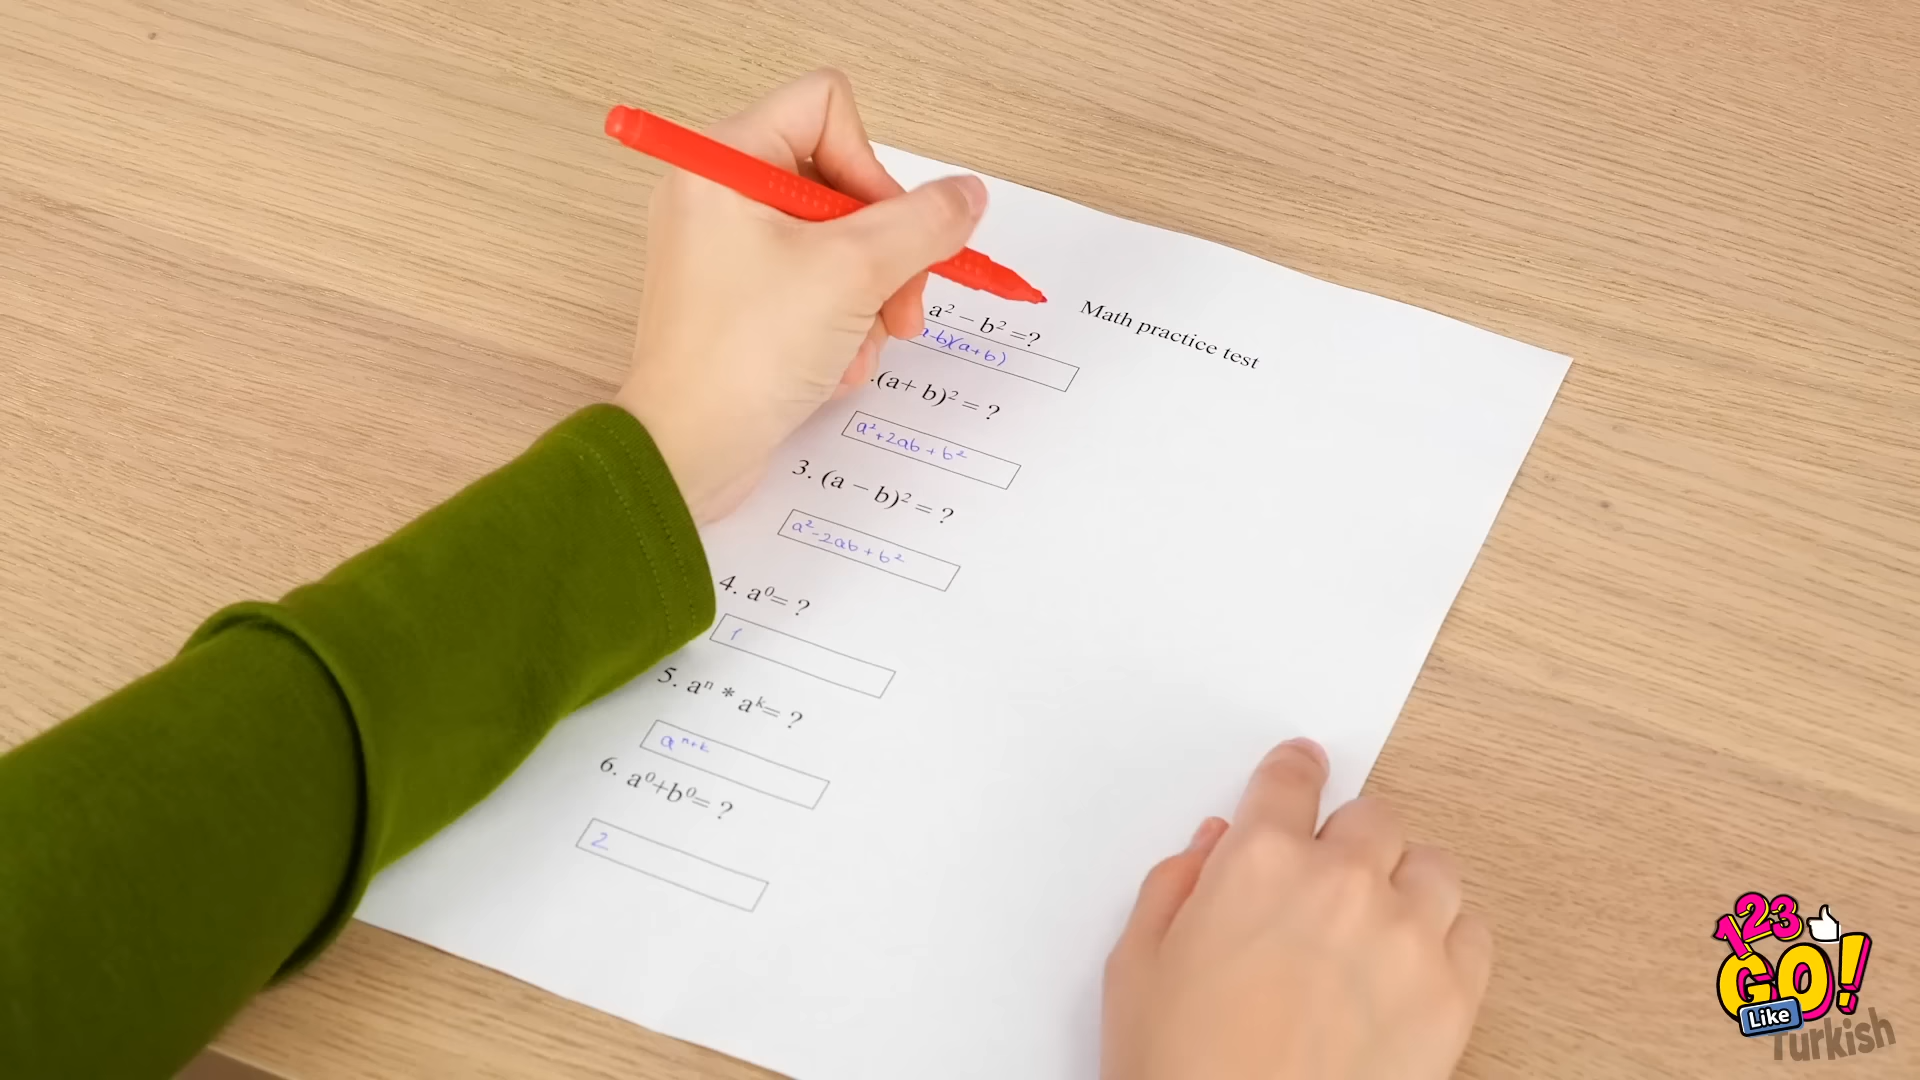 Math practice test
a² − b² =?
a-b)(a+b)
.(a+ b)² = ?
a²+2ab+b²
3. (a − b)² = ?
a²-2ab+b²
4. a⁰= ?
1
5. aⁿ * aᵏ= ?
aⁿ⁺ᵏ
6. a⁰+b⁰= ?
2
123
GO!
Like
Turkish